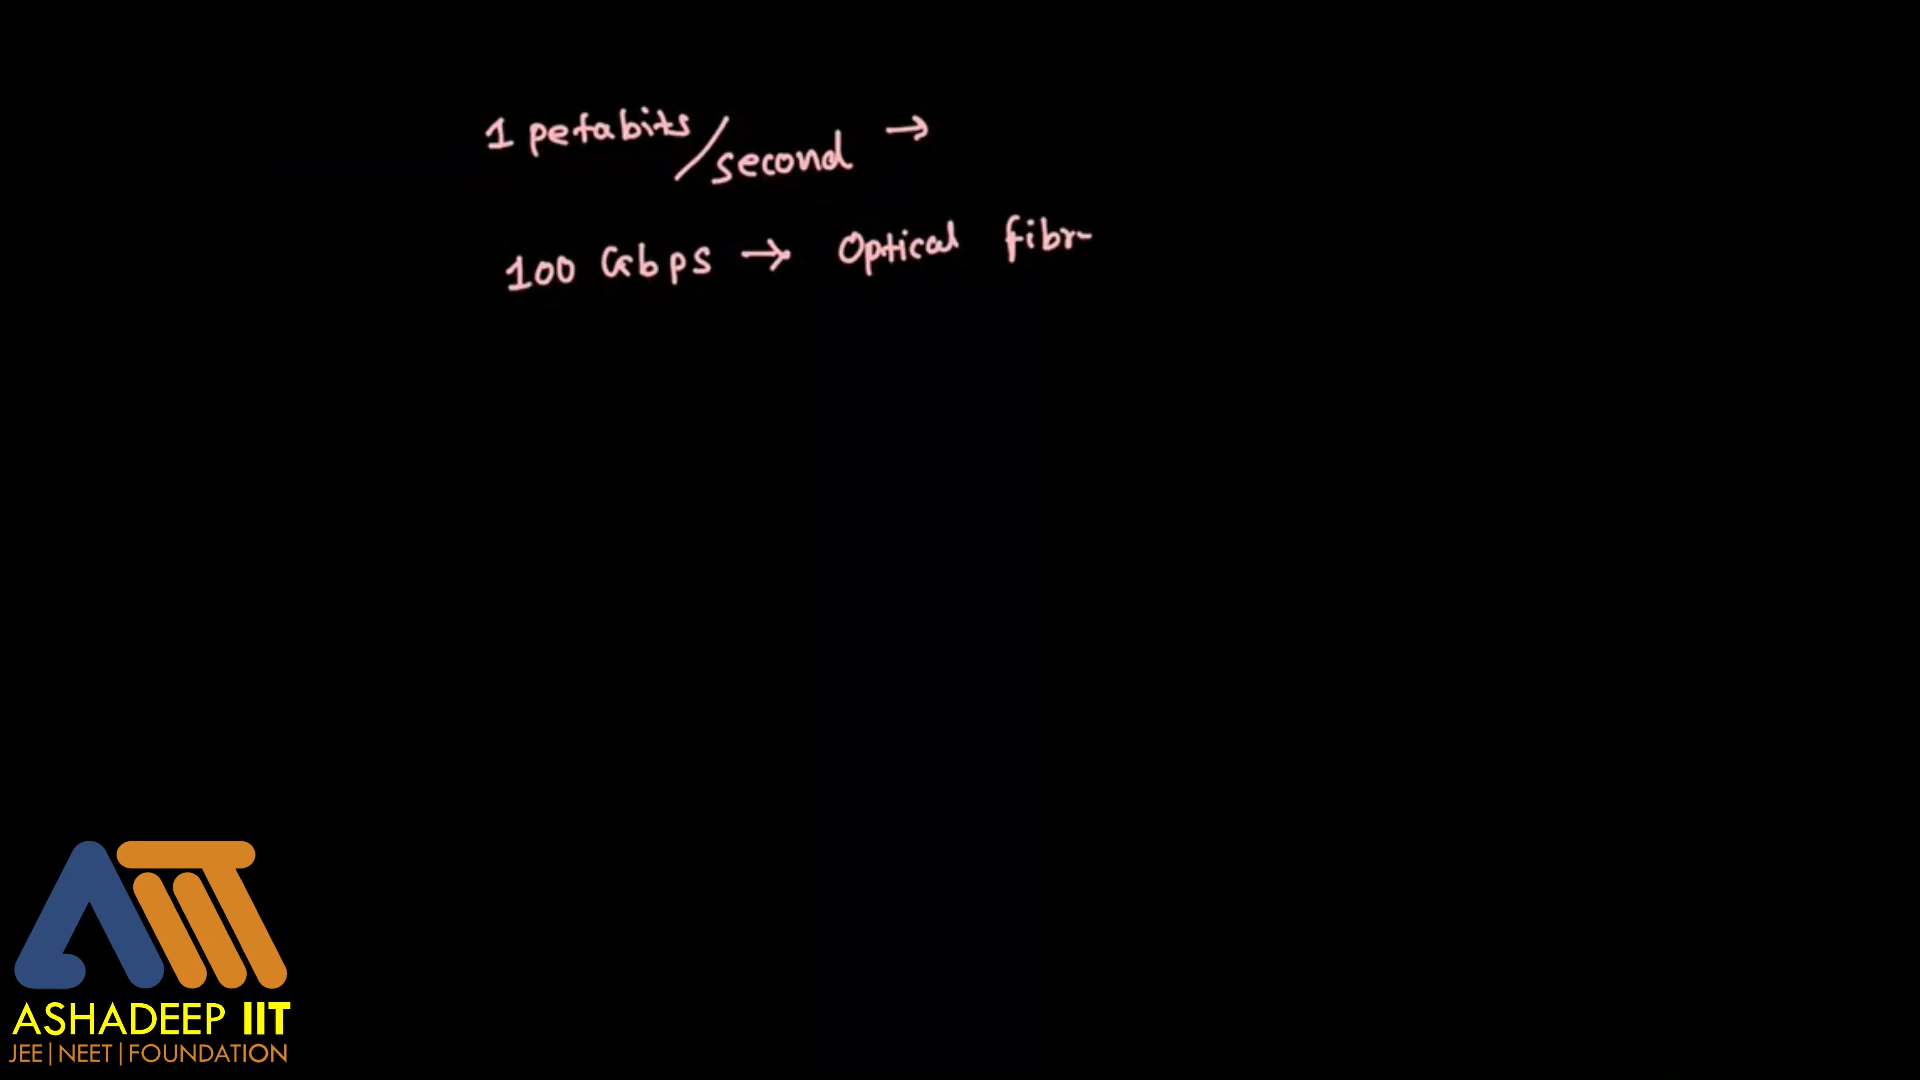 1 petabits/second →
100 Gbps → Optical fibr
ASHADEEP IIT
JEE|NEET|FOUNDATION